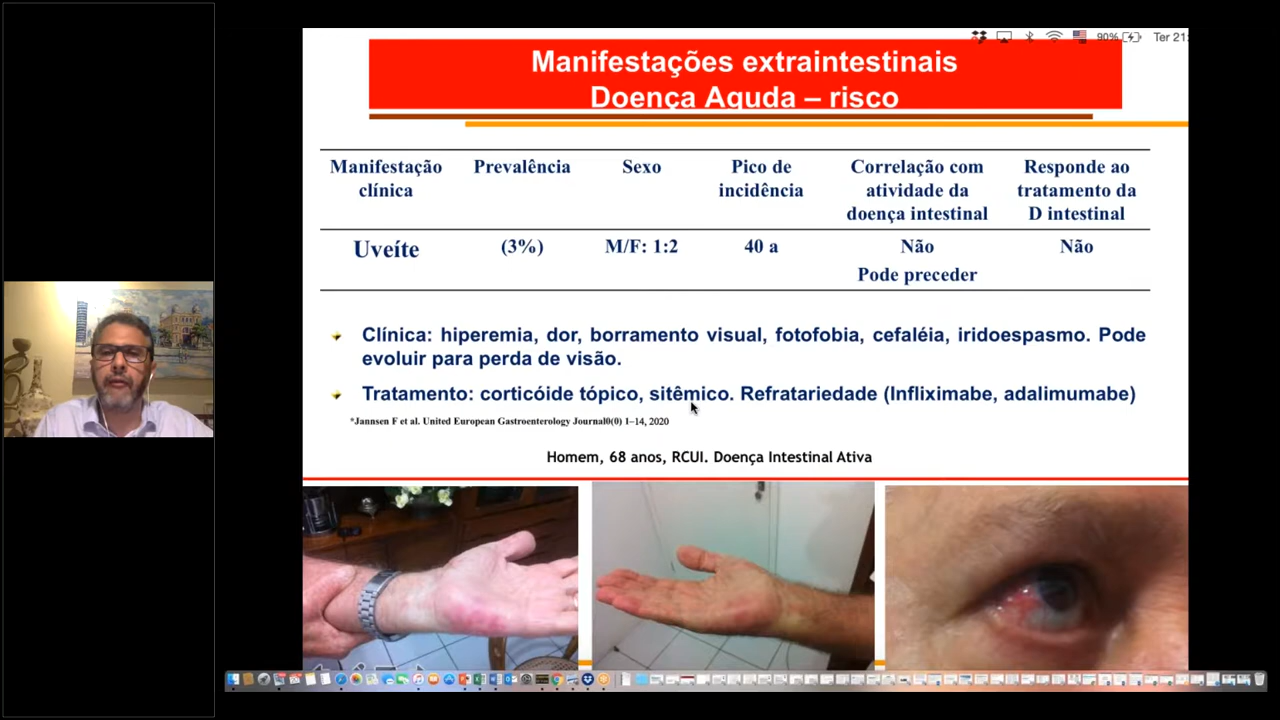 90% Ter 21:
Manifestações extraintestinais
Doença Aguda – risco
Manifestação clínica Prevalência Sexo Pico de incidência Correlação com atividade da doença intestinal Responde ao tratamento da D intestinal
Uveíte (3%) M/F: 1:2 40 a Não Pode preceder Não
Clínica: hiperemia, dor, borramento visual, fotofobia, cefaléia, iridoespasmo. Pode
evoluir para perda de visão.
Tratamento: corticóide tópico, sitêmico. Refratariedade (Infliximabe, adalimumabe)
*Jannsen F et al. United European Gastroenterology Journal0(0) 1–14, 2020
Homem, 68 anos, RCUI. Doença Intestinal Ativa